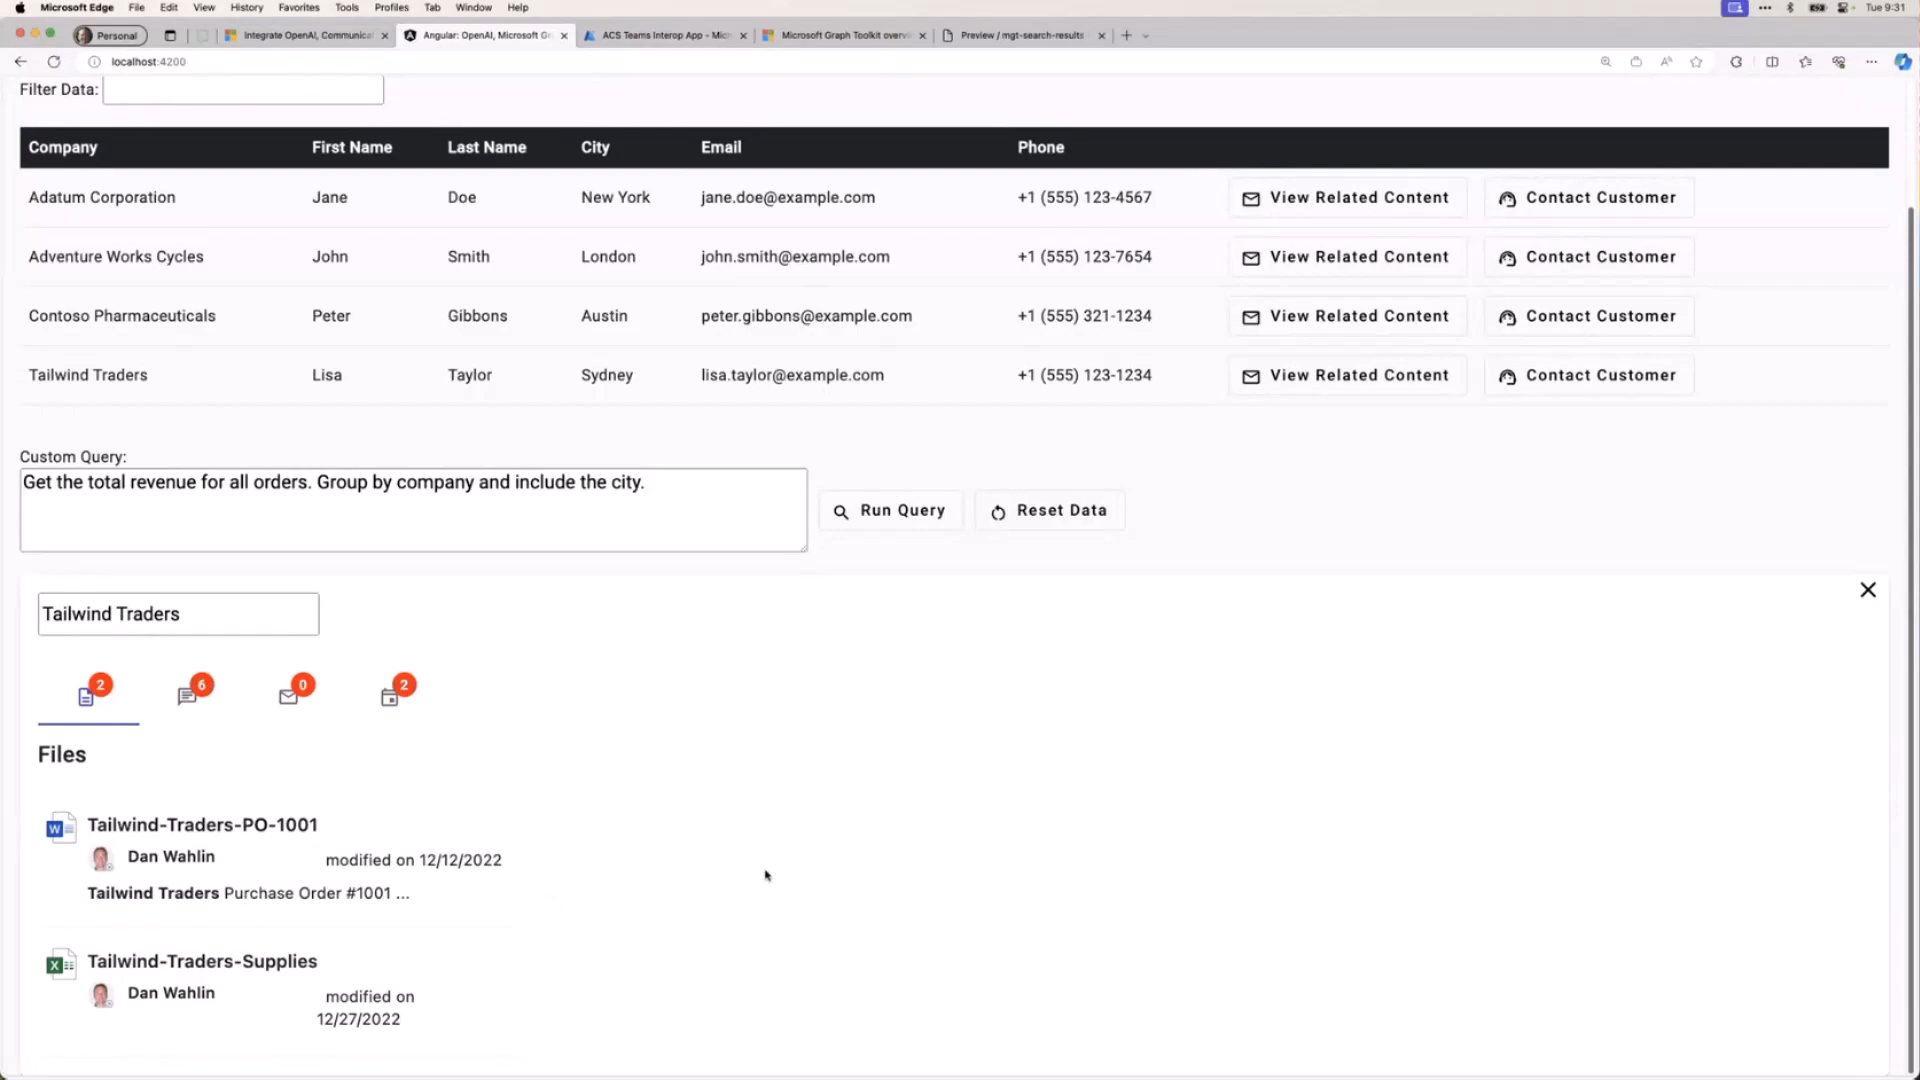 Microsoft Edge File Edit View History Favorites Tools Profiles Tab Window Help Tue 9:31
Personal Integrate OpenAI, Communicat Angular: OpenAI, Microsoft Gr ACS Teams Interop App - Micr Microsoft Graph Toolkit overvi Preview / mgt-search-results
localhost:4200
Filter Data:
Company First Name Last Name City Email Phone
Adatum Corporation Jane Doe New York jane.doe@example.com +1 (555) 123-4567 View Related Content Contact Customer
Adventure Works Cycles John Smith London john.smith@example.com +1 (555) 123-7654 View Related Content Contact Customer
Contoso Pharmaceuticals Peter Gibbons Austin peter.gibbons@example.com +1 (555) 321-1234 View Related Content Contact Customer
Tailwind Traders Lisa Taylor Sydney lisa.taylor@example.com +1 (555) 123-1234 View Related Content Contact Customer
Custom Query:
Get the total revenue for all orders. Group by company and include the city.
Run Query Reset Data
Tailwind Traders
2 6 0 2
Files
Tailwind-Traders-PO-1001
Dan Wahlin modified on 12/12/2022
Tailwind Traders Purchase Order #1001 ...
Tailwind-Traders-Supplies
Dan Wahlin modified on
12/27/2022